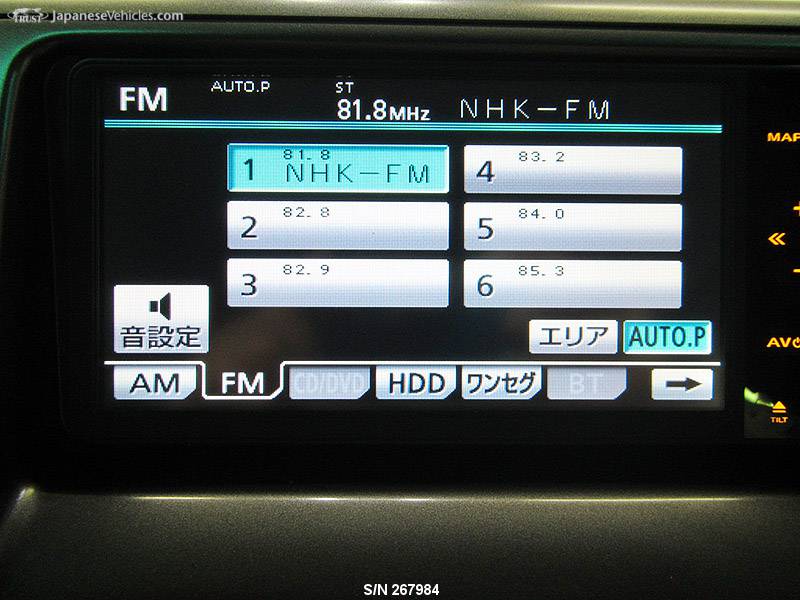 TRUST JapaneseVehicles.com
FM AUTO.P ST 81.8MHz NHK-FM
1 81.8 NHK-FM
4 83.2
2 82.8
5 84.0
3 82.9
6 85.3
音設定
エリア AUTO.P
AM FM CD/DVD HDD ワンセグ BT →
MAP
+
≪
-
AV
TILT
S/N 267984